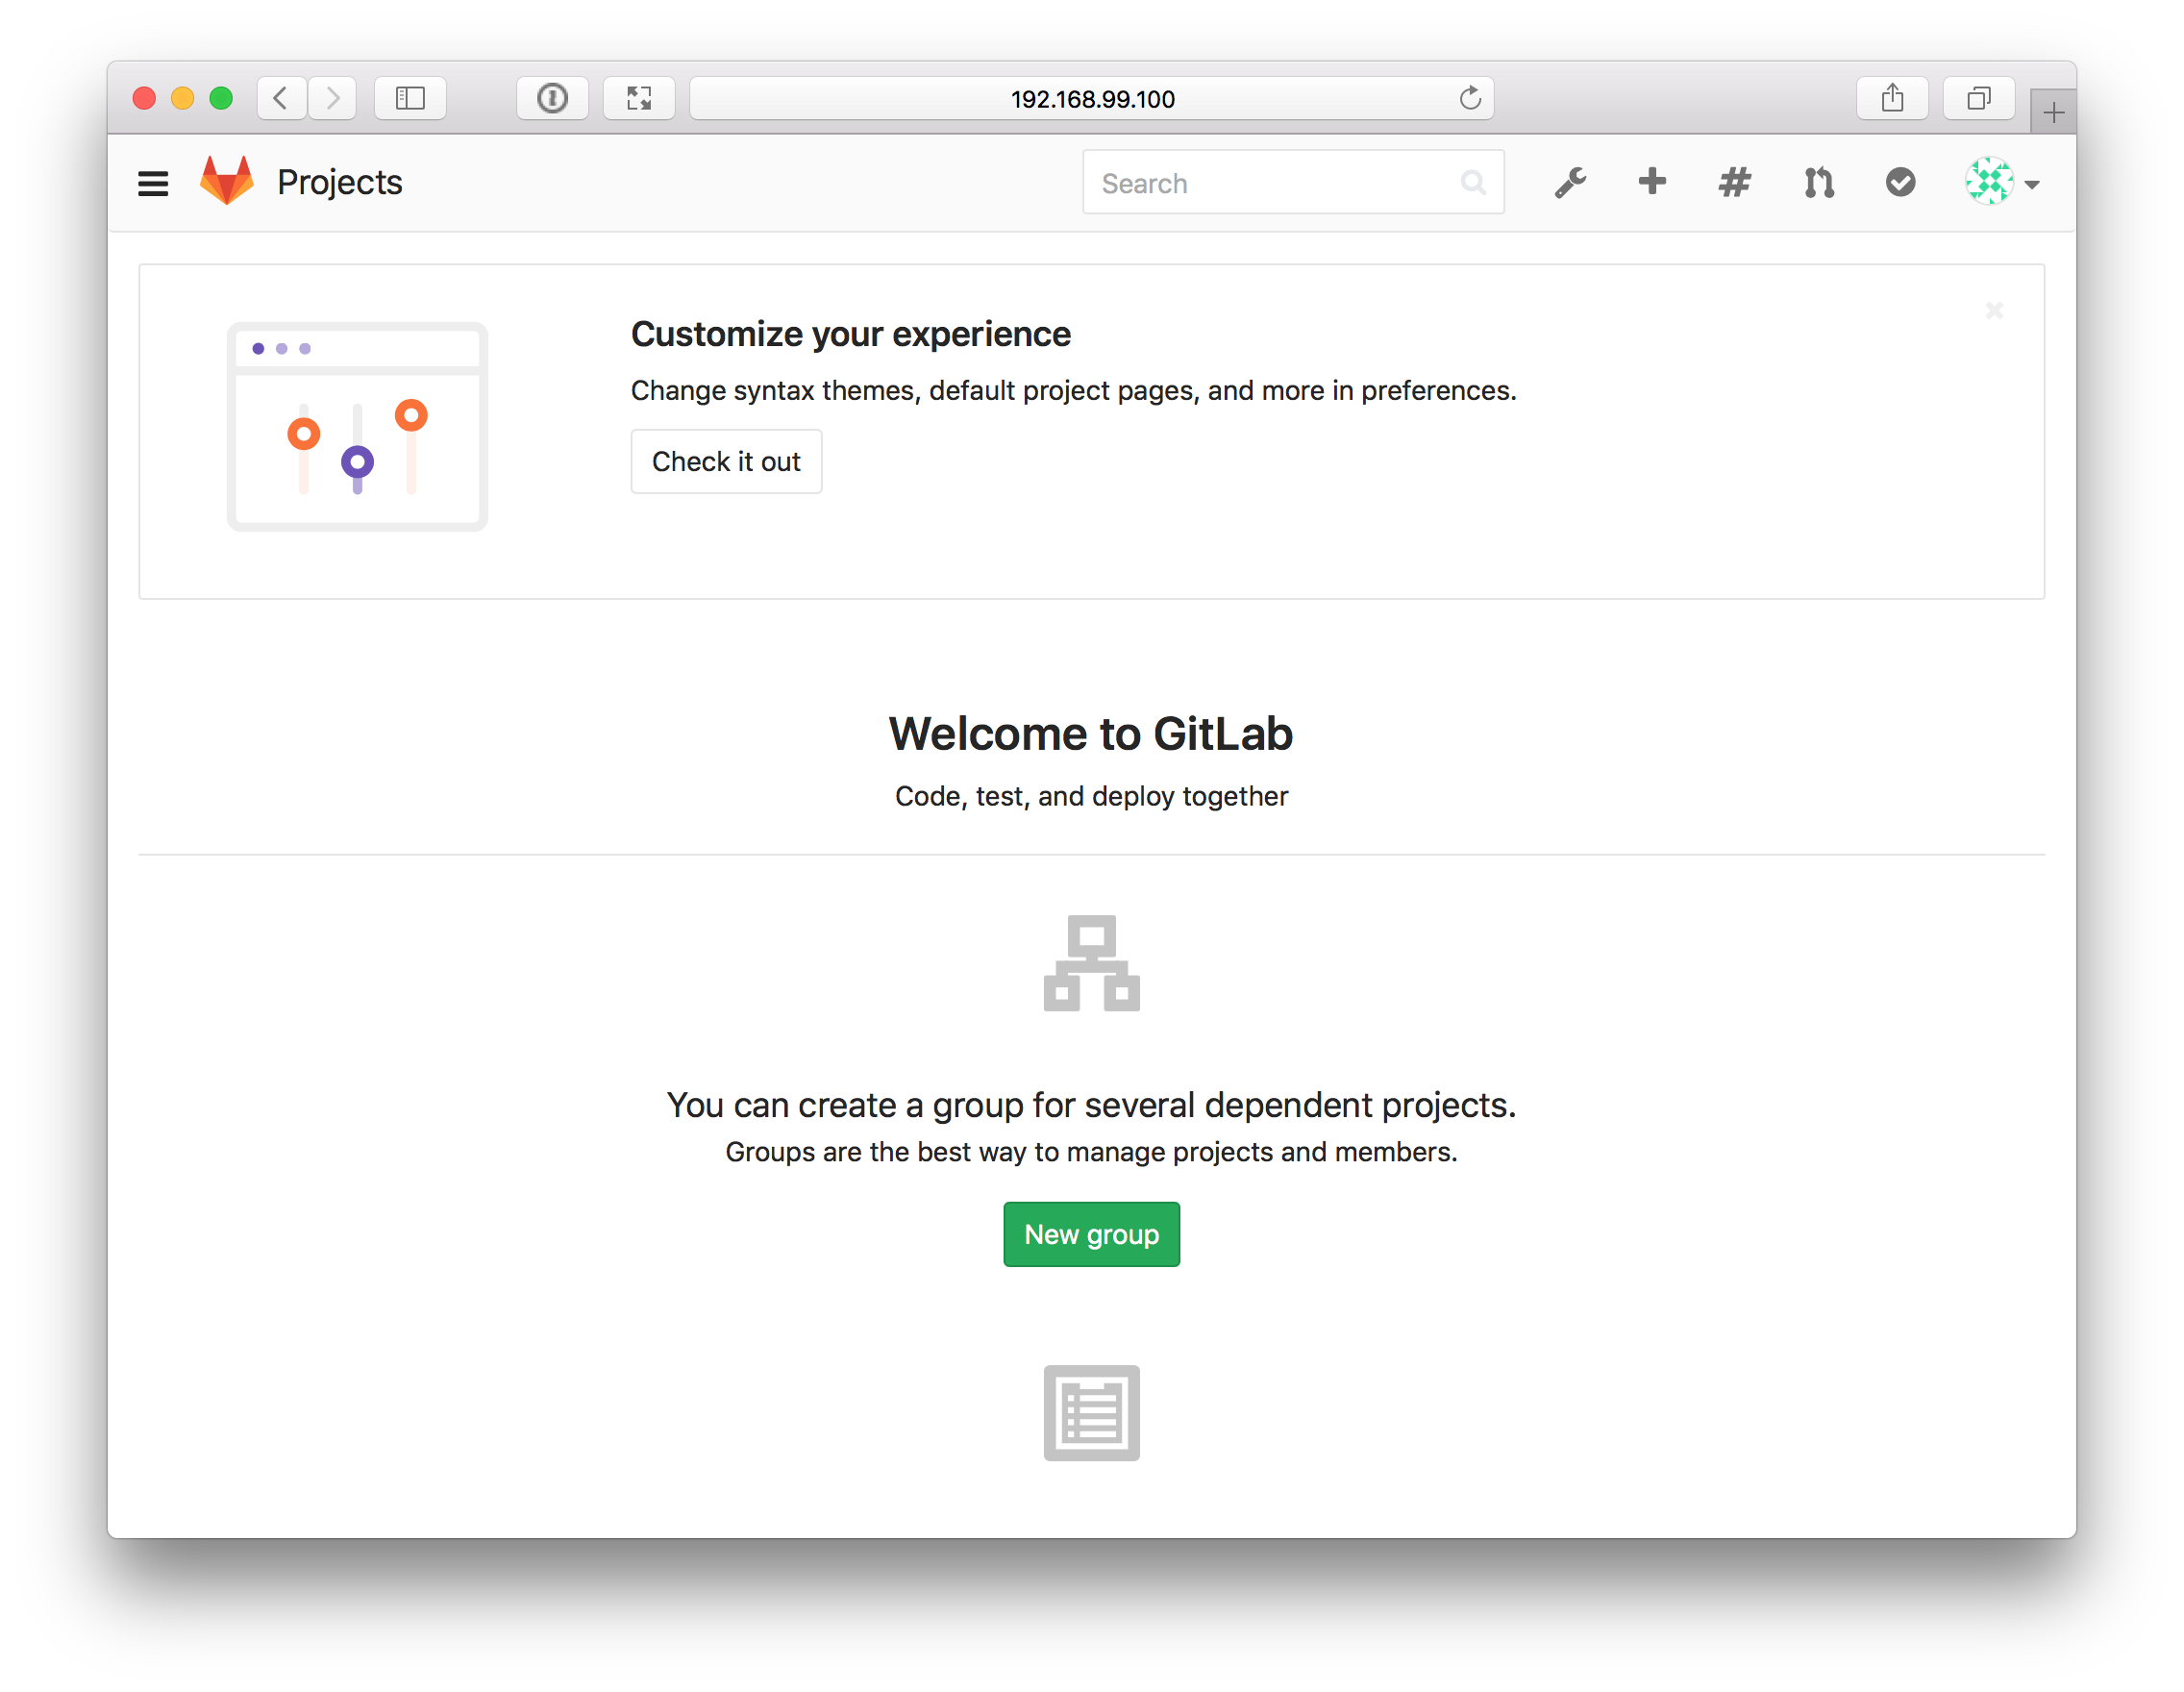 192.168.99.100
Projects
Search
Customize your experience
Change syntax themes, default project pages, and more in preferences.
Check it out
Welcome to GitLab
Code, test, and deploy together
You can create a group for several dependent projects.
Groups are the best way to manage projects and members.
New group